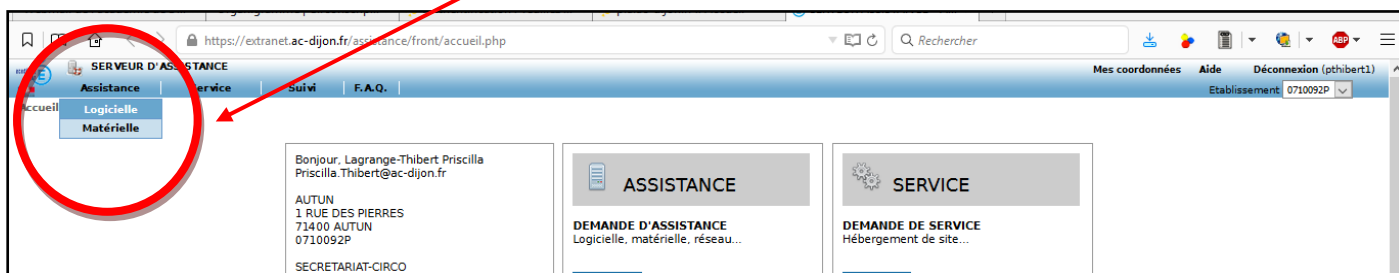 https://extranet.ac-dijon.fr/assistance/front/accueil.php
Rechercher
ABP
SERVEUR D'ASSISTANCE
Mes coordonnées Aide Déconnexion (pthibert1)
Assistance Service Suivi F.A.Q.
Etablissement 0710092P
Accueil
Logicielle
Matérielle
Bonjour, Lagrange-Thibert Priscilla
Priscilla.Thibert@ac-dijon.fr
AUTUN
1 RUE DES PIERRES
71400 AUTUN
0710092P
SECRETARIAT-CIRCO
ASSISTANCE
DEMANDE D'ASSISTANCE
Logicielle, matérielle, réseau...
SERVICE
DEMANDE DE SERVICE
Hébergement de site...